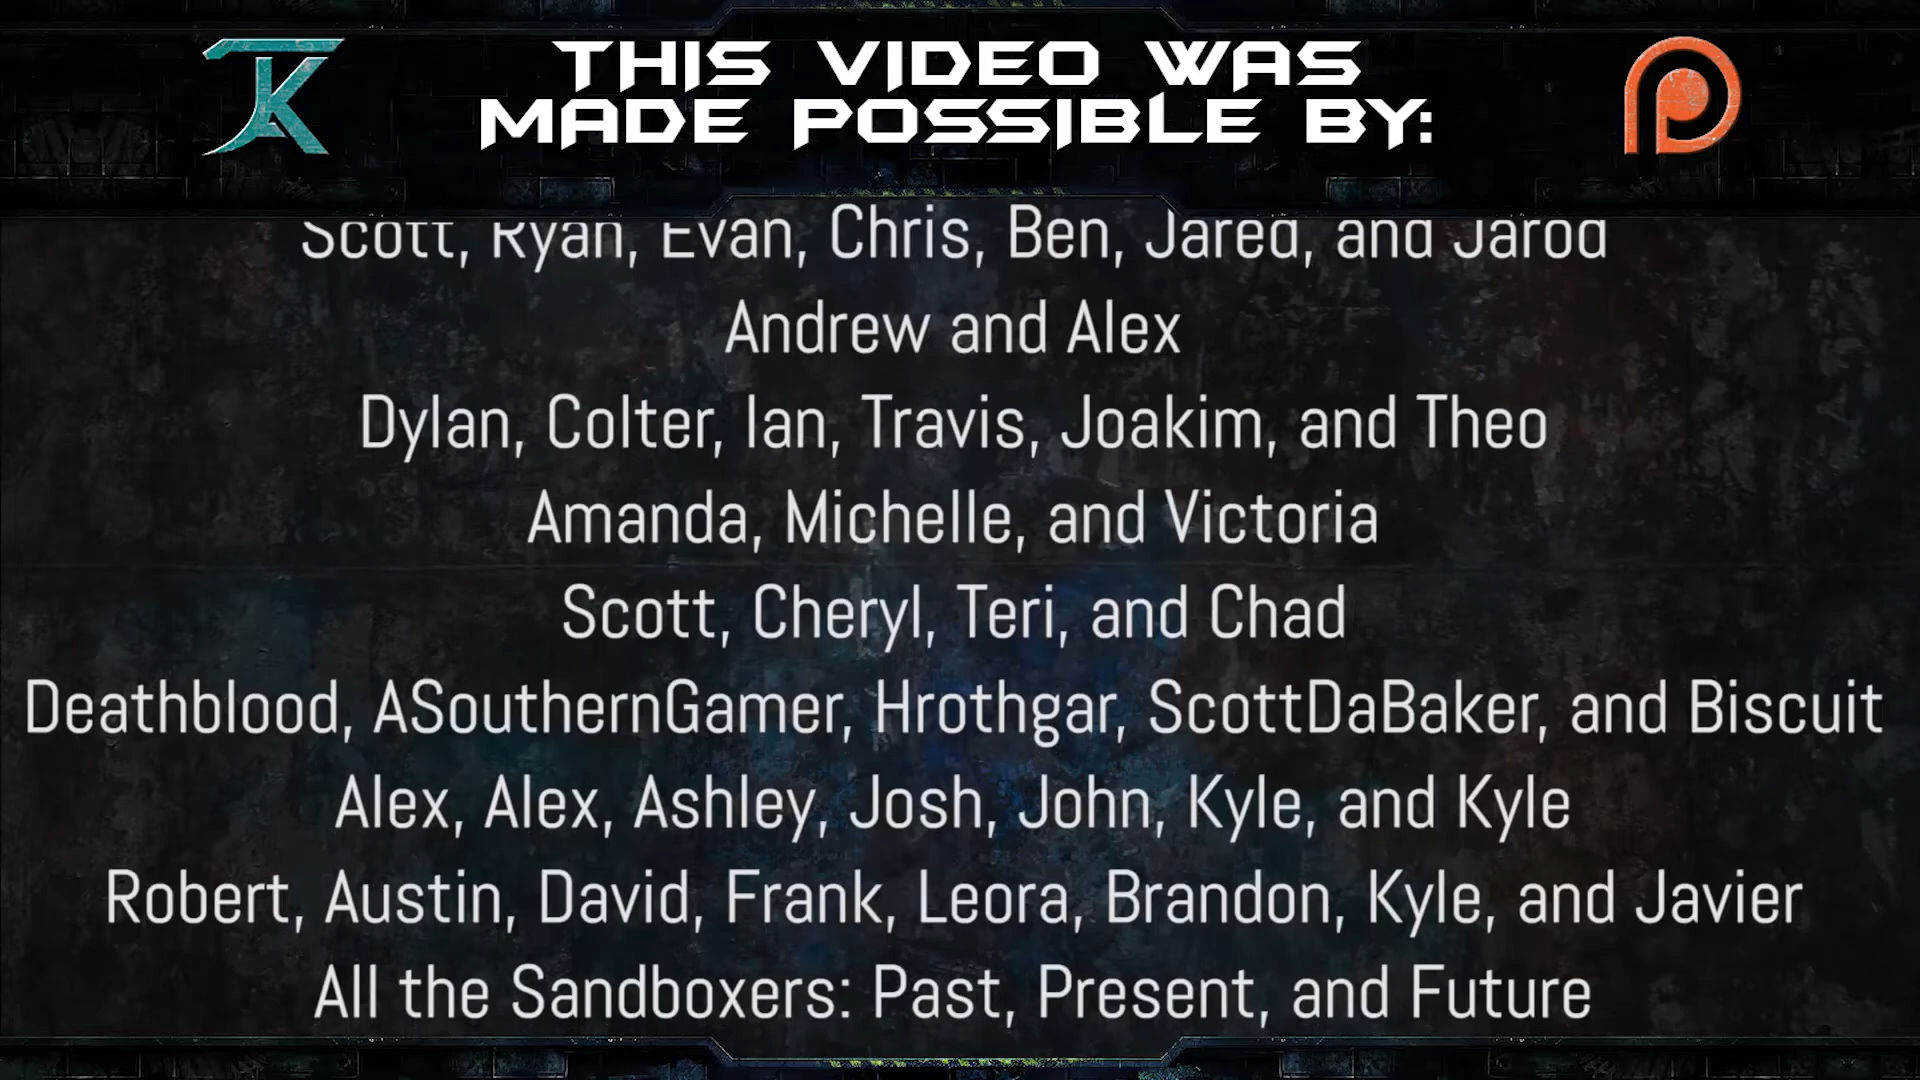 THIS VIDEO WAS
MADE POSSIBLE BY:
Scott, Ryan, Evan, Chris, Ben, Jared, and Jarod
Andrew and Alex
Dylan, Colter, Ian, Travis, Joakim, and Theo
Amanda, Michelle, and Victoria
Scott, Cheryl, Teri, and Chad
Deathblood, ASouthernGamer, Hrothgar, ScottDaBaker, and Biscuit
Alex, Alex, Ashley, Josh, John, Kyle, and Kyle
Robert, Austin, David, Frank, Leora, Brandon, Kyle, and Javier
All the Sandboxers: Past, Present, and Future